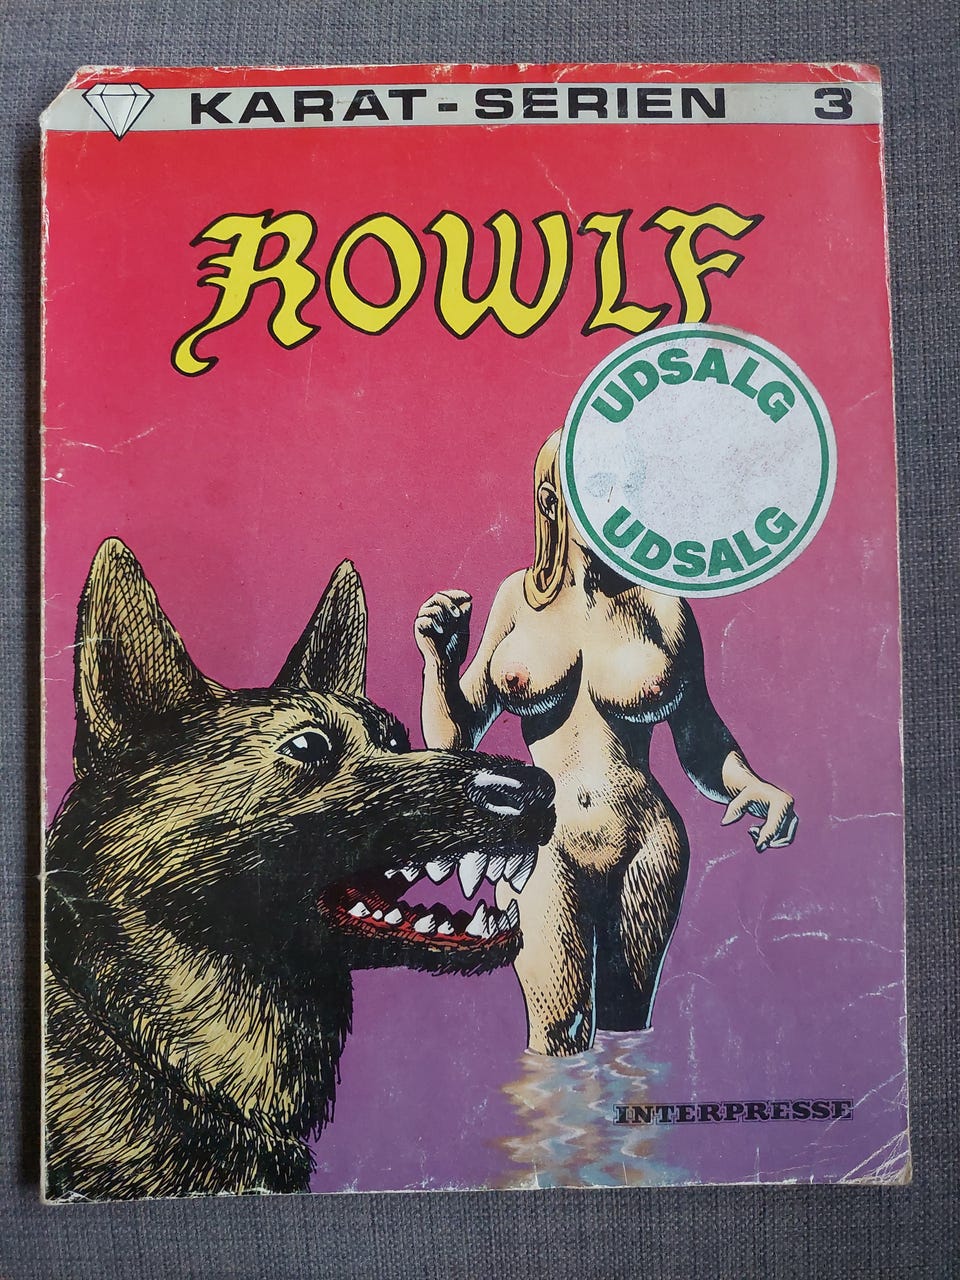 KARAT-SERIEN 3
ROWLF
UDSALG
UDSALG
INTERPRESSE